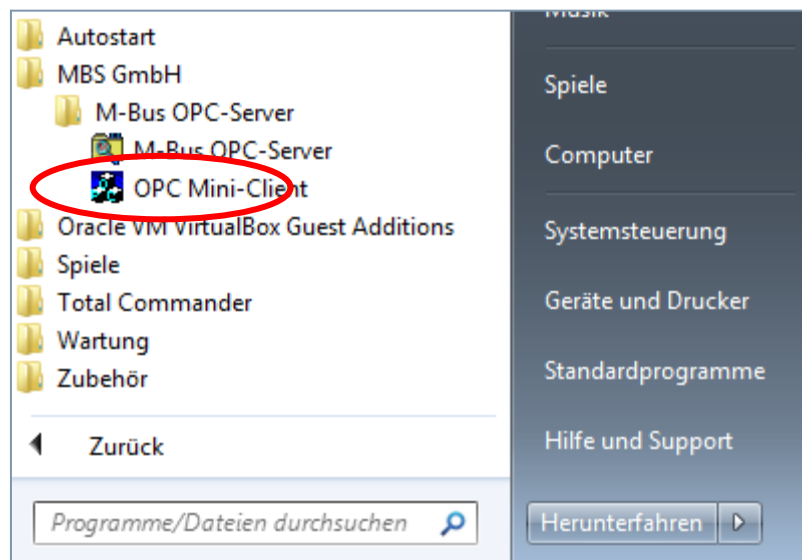 Autostart
MBS GmbH
M-Bus OPC-Server
M-Bus OPC-Server
OPC Mini-Client
Oracle VM VirtualBox Guest Additions
Spiele
Total Commander
Wartung
Zubehör
Zurück
Programme/Dateien durchsuchen
Musik
Spiele
Computer
Systemsteuerung
Geräte und Drucker
Standardprogramme
Hilfe und Support
Herunterfahren